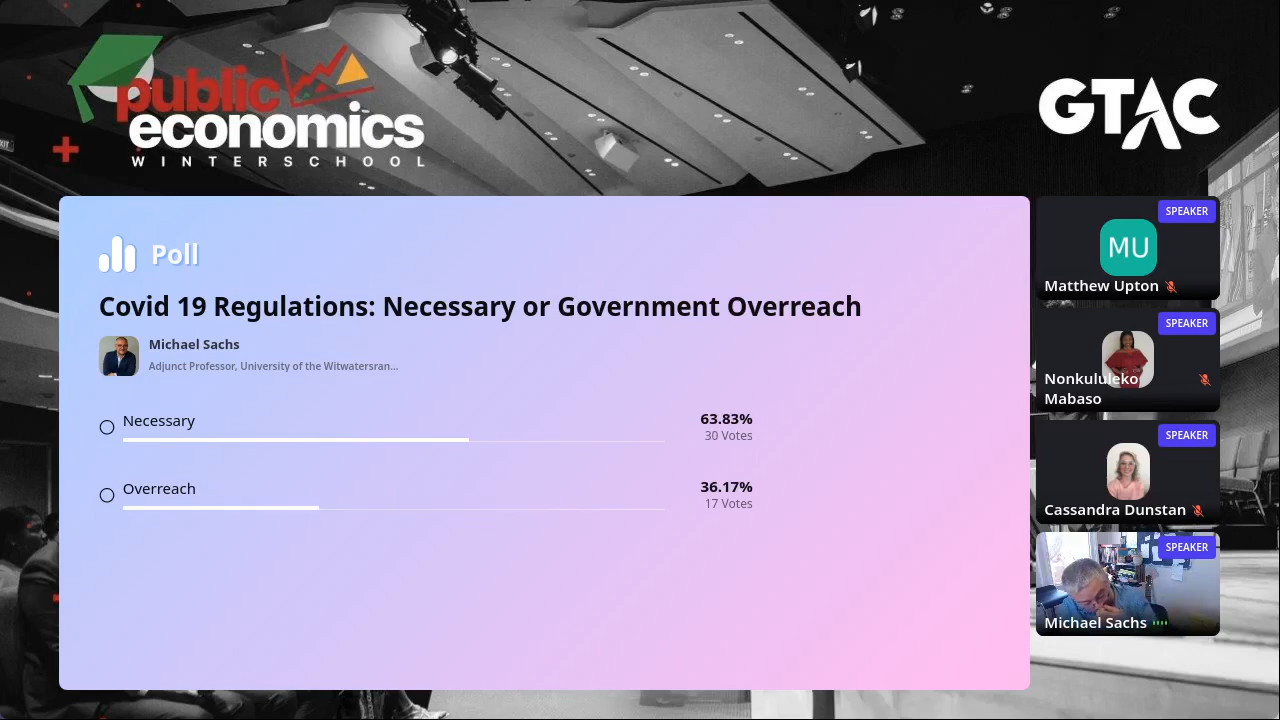 public
economics
WINTERSCHOOL
GTAC
Poll
Covid 19 Regulations: Necessary or Government Overreach
Michael Sachs
Adjunct Professor, University of the Witwatersran...
Necessary
63.83%
30 Votes
Overreach
36.17%
17 Votes
SPEAKER
MU
Matthew Upton
SPEAKER
Nonkululeko
Mabaso
SPEAKER
Cassandra Dunstan
SPEAKER
Michael Sachs